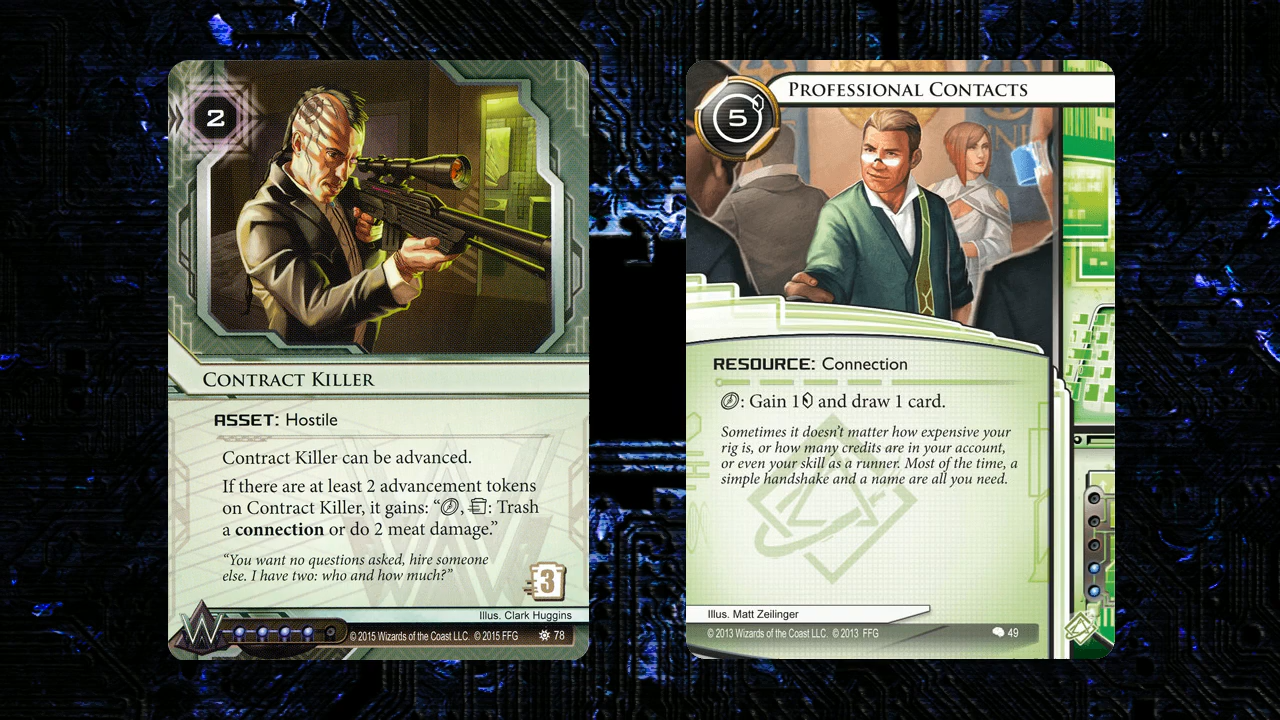 2
CONTRACT KILLER
ASSET: Hostile
Contract Killer can be advanced.
If there are at least 2 advancement tokens
on Contract Killer, it gains: “, : Trash
a connection or do 2 meat damage.”
“You want no questions asked, hire someone
else. I have two: who and how much?”
3
Illus. Clark Huggins
© 2015 Wizards of the Coast LLC. © 2015 FFG
78
5
PROFESSIONAL CONTACTS
RESOURCE: Connection
: Gain 1 and draw 1 card.
Sometimes it doesn't matter how expensive your
rig is, or how many credits are in your account,
or even your skill as a runner. Most of the time, a
simple handshake and a name are all you need.
Illus. Matt Zeilinger
© 2013 Wizards of the Coast LLC. © 2013 FFG
49